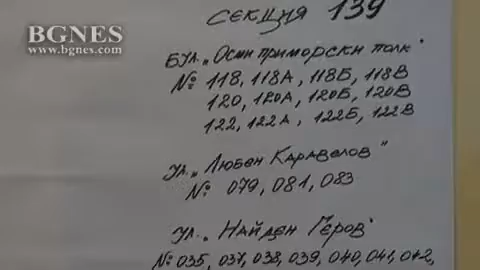 BGNES
www.bgnes.com
СЕКЦИЯ 139
БУЛ. „Осми приморски полк"
№ 118, 118А, 118Б, 118В
120, 120А, 120Б, 120В
122, 122А, 122Б, 122В
ул. „Любен Каравелов"
№ 079, 081, 083
ул. „Найден Геров"
№ 035, 037, 038, 039, 040, 041, 042,